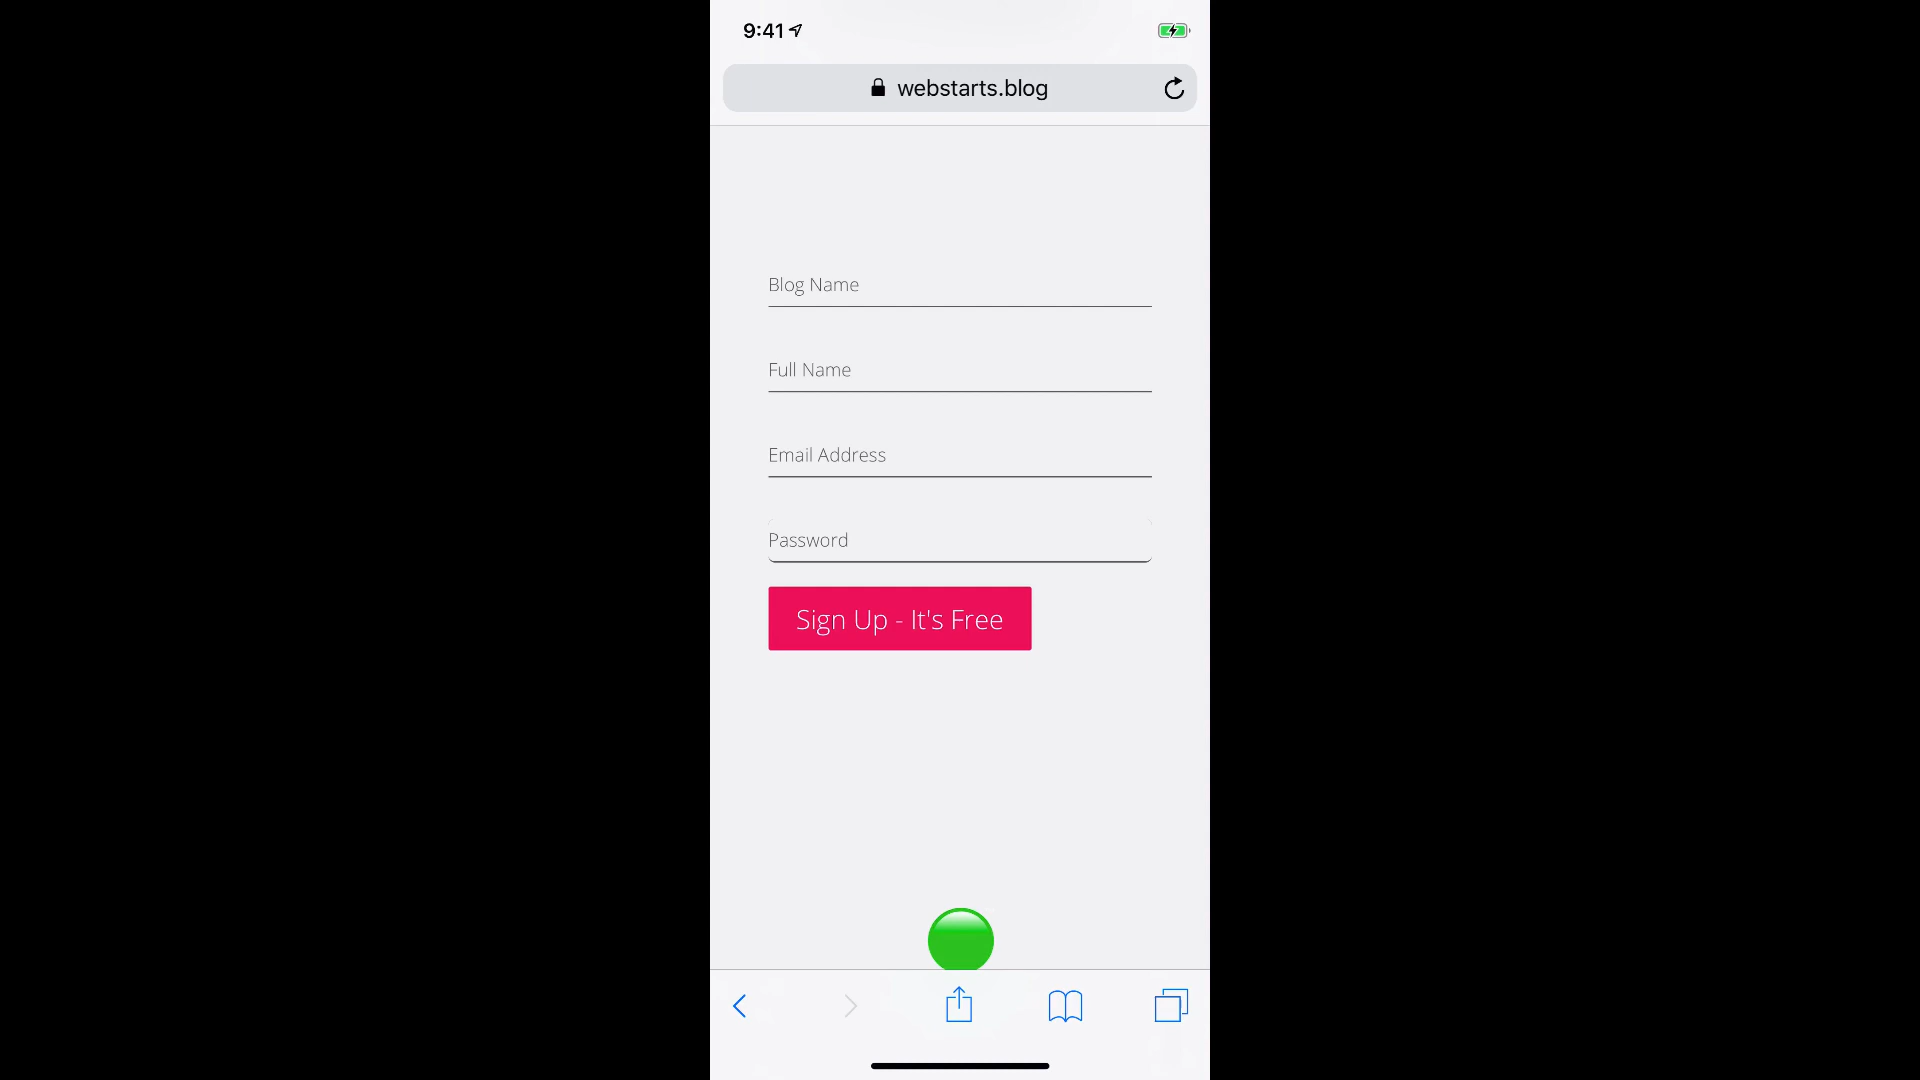 9:41
webstarts.blog
Blog Name
Full Name
Email Address
Password
Sign Up - It's Free